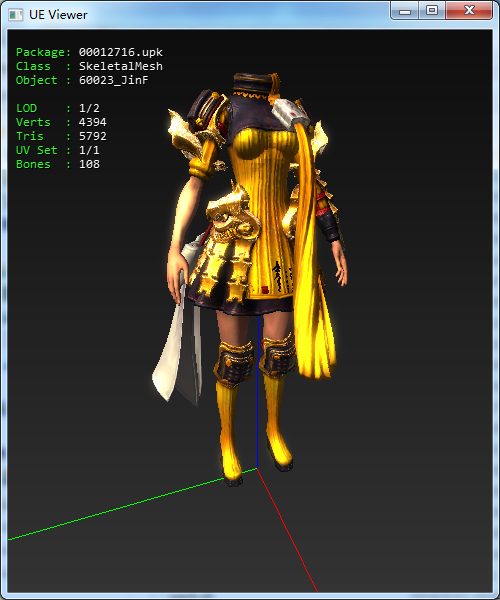 UE Viewer
Package: 00012716.upk
Class : SkeletalMesh
Object : 60023_JinF
LOD : 1/2
Verts : 4394
Tris : 5792
UV Set : 1/1
Bones : 108